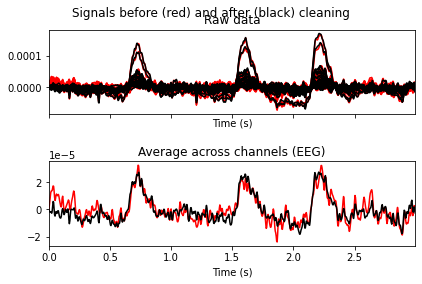 Signals before (red) and after (black) cleaning
Raw data
0.0001
0.0000
Time (s)
1e−5
Average across channels (EEG)
2
0
−2
0.0 0.5 1.0 1.5 2.0 2.5
Time (s)